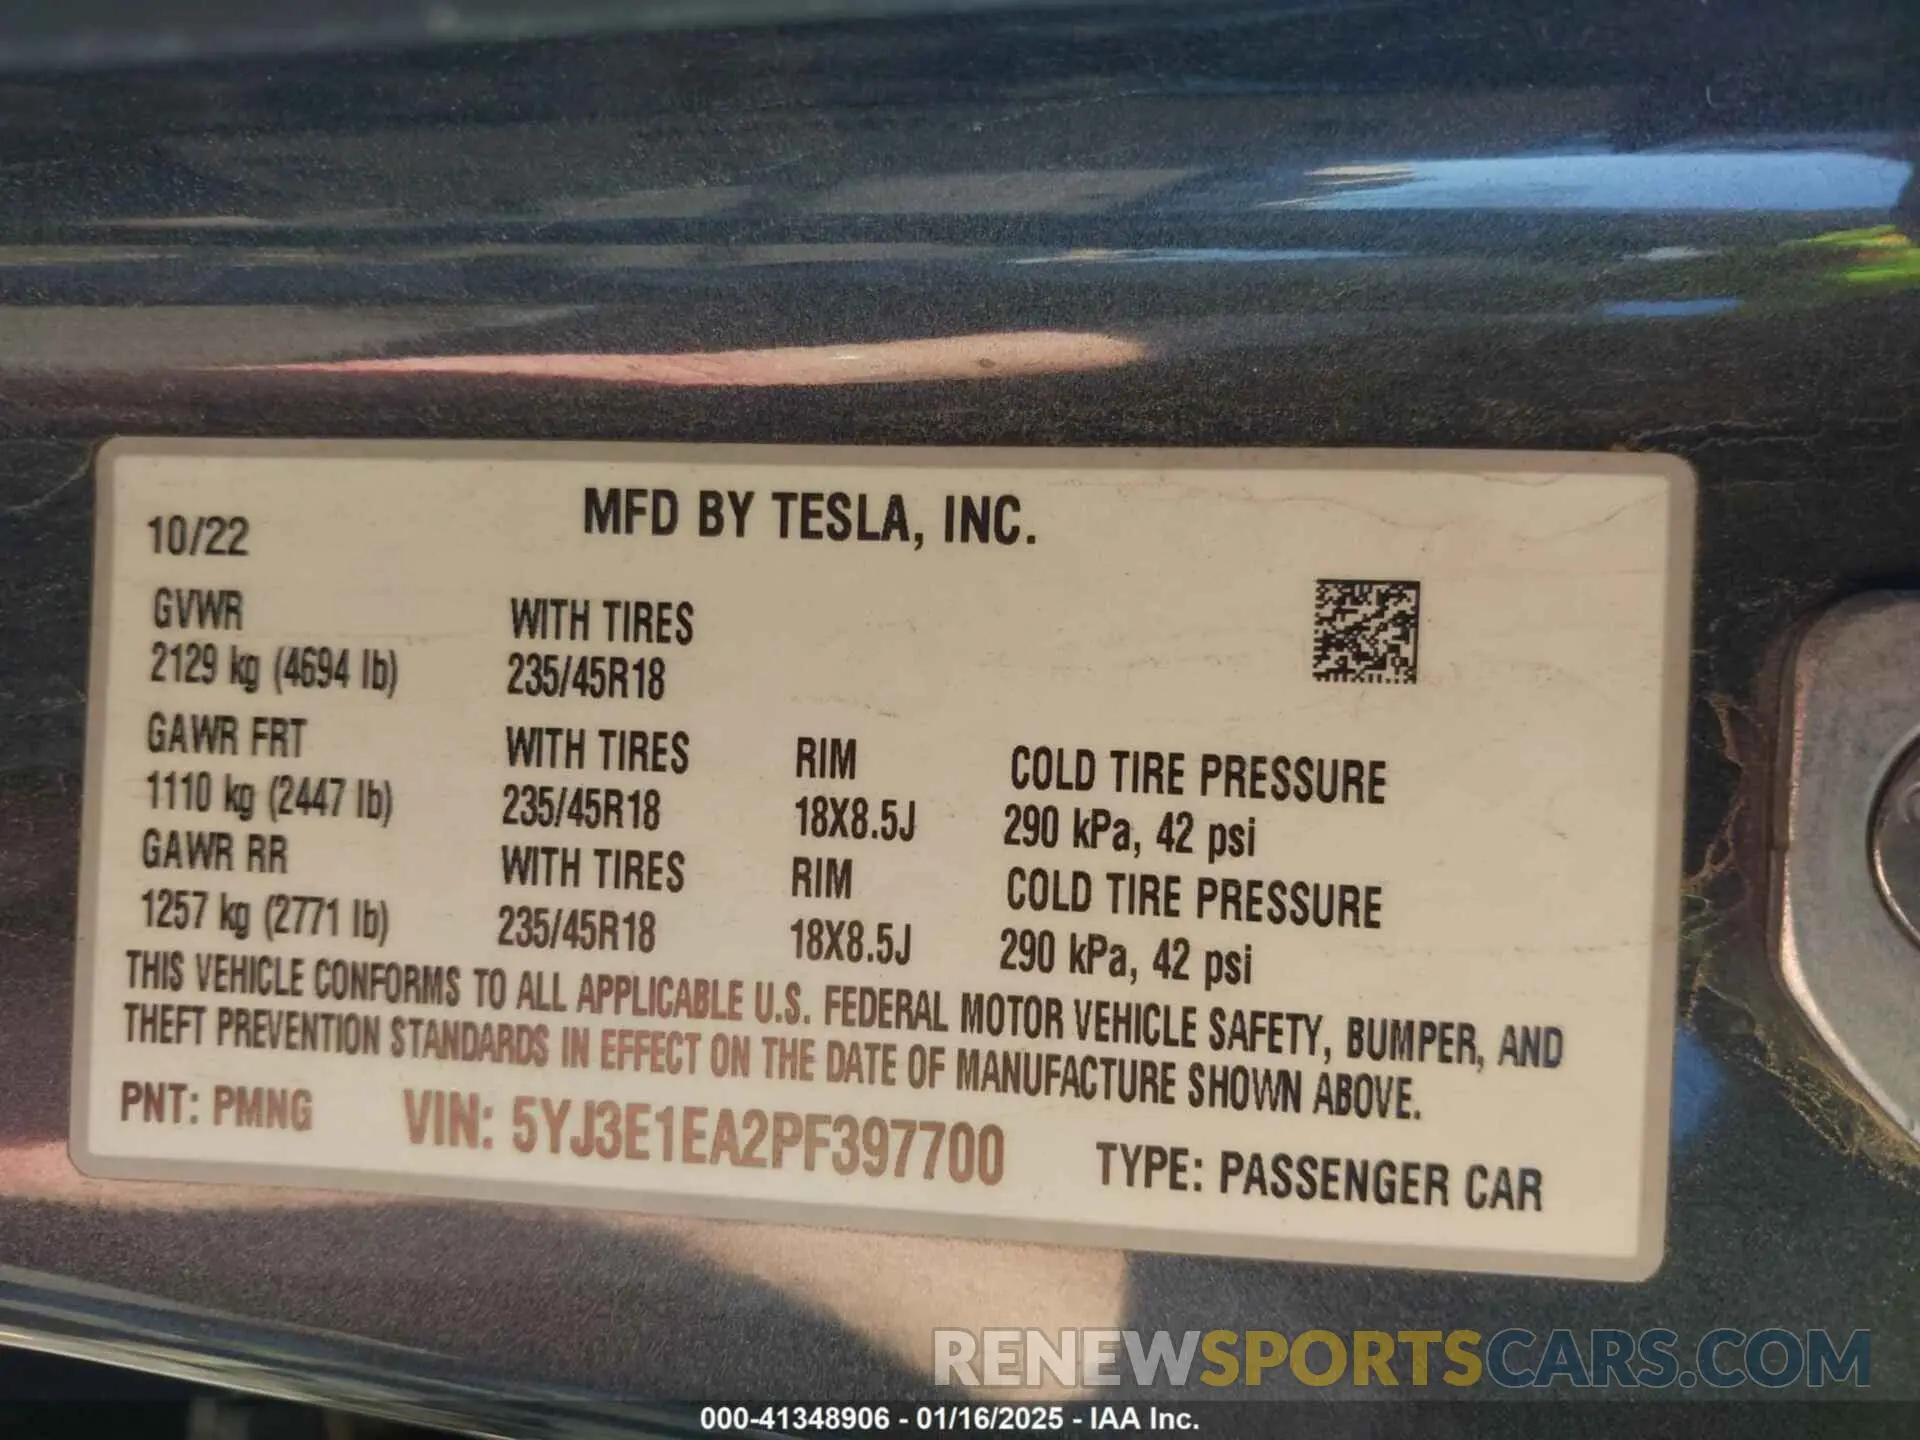 10/22 MFD BY TESLA, INC.
GVWR WITH TIRES
2129 kg (4694 lb) 235/45R18
GAWR FRT WITH TIRES RIM COLD TIRE PRESSURE
1110 kg (2447 lb) 235/45R18 18X8.5J 290 kPa, 42 psi
GAWR RR WITH TIRES RIM COLD TIRE PRESSURE
1257 kg (2771 lb) 235/45R18 18X8.5J 290 kPa, 42 psi
THIS VEHICLE CONFORMS TO ALL APPLICABLE U.S. FEDERAL MOTOR VEHICLE SAFETY, BUMPER, AND
THEFT PREVENTION STANDARDS IN EFFECT ON THE DATE OF MANUFACTURE SHOWN ABOVE.
PNT: PMNG VIN: 5YJ3E1EA2PF397700 TYPE: PASSENGER CAR
RENEWSPORTSCARS.COM
000-41348906 - 01/16/2025 - IAA Inc.